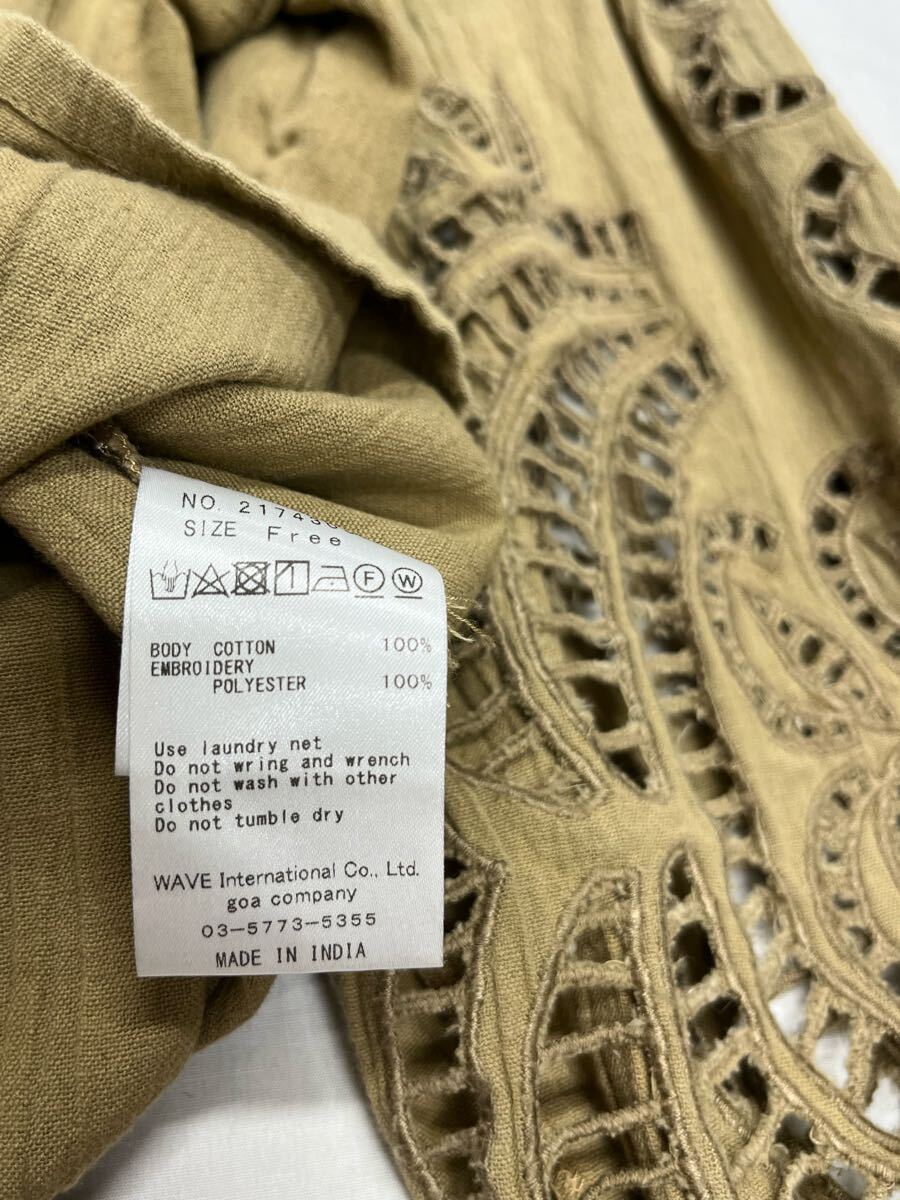 NO. 21743
SIZE Free
1 F W
BODY COTTON 100%
EMBROIDERY
POLYESTER 100%
Use laundry net
Do not wring and wrench
Do not wash with other
clothes
Do not tumble dry
WAVE International Co., Ltd.
goa company
03-5773-5355
MADE IN INDIA